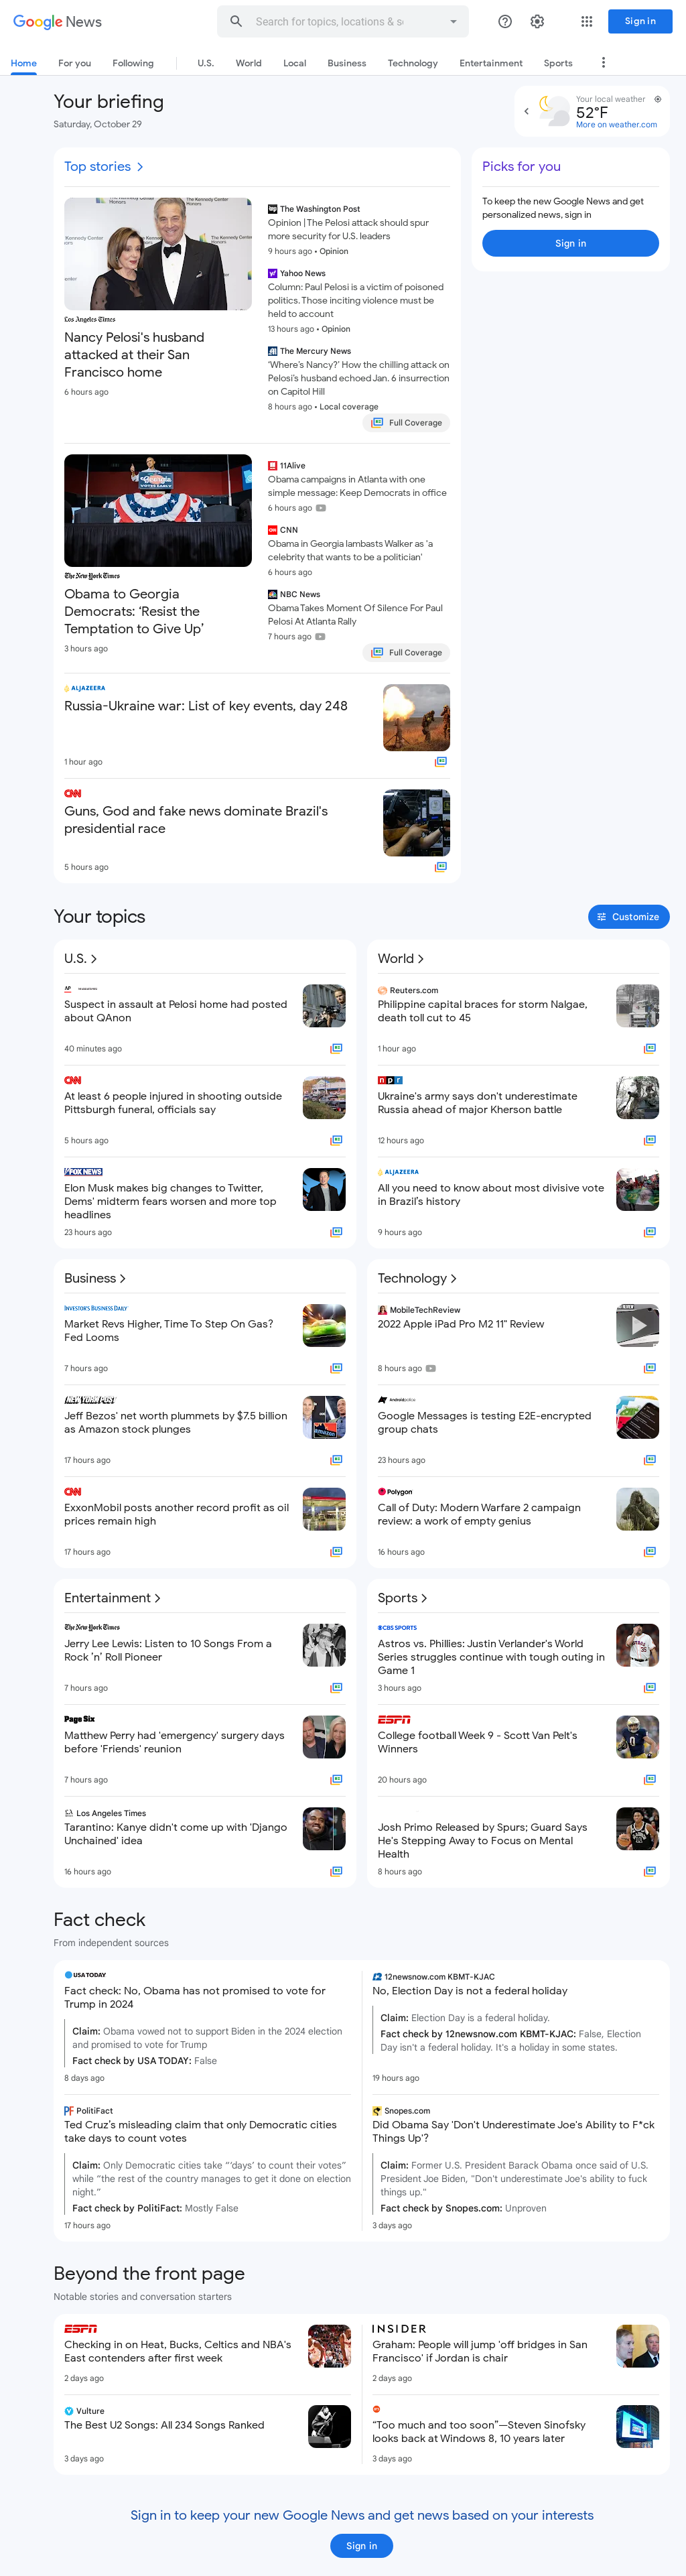 Google News
Search for topics, locations & s
Sign in
Home
For you
Following
U.S.
World
Local
Business
Technology
Entertainment
Sports
Your briefing
Saturday, October 29
Your local weather
52°F
More on weather.com
Top stories
Los Angeles Times
Nancy Pelosi's husband
attacked at their San
Francisco home
6 hours ago
The Washington Post
Opinion | The Pelosi attack should spur
more security for U.S. leaders
9 hours ago • Opinion
Yahoo News
Column: Paul Pelosi is a victim of poisoned
politics. Those inciting violence must be
held to account
13 hours ago • Opinion
The Mercury News
'Where's Nancy?' How the chilling attack on
Pelosi's husband echoed Jan. 6 insurrection
on Capitol Hill
8 hours ago • Local coverage
Full Coverage
Picks for you
To keep the new Google News and get
personalized news, sign in
Sign in
The New York Times
Obama to Georgia
Democrats: ‘Resist the
Temptation to Give Up’
3 hours ago
11Alive
Obama campaigns in Atlanta with one
simple message: Keep Democrats in office
6 hours ago
CNN
Obama in Georgia lambasts Walker as 'a
celebrity that wants to be a politician'
6 hours ago
NBC News
Obama Takes Moment Of Silence For Paul
Pelosi At Atlanta Rally
7 hours ago
Full Coverage
ALJAZEERA
Russia-Ukraine war: List of key events, day 248
1 hour ago
CNN
Guns, God and fake news dominate Brazil's
presidential race
5 hours ago
Your topics
Customize
U.S.
AP
Suspect in assault at Pelosi home had posted
about QAnon
40 minutes ago
CNN
At least 6 people injured in shooting outside
Pittsburgh funeral, officials say
5 hours ago
FOX NEWS
Elon Musk makes big changes to Twitter,
Dems' midterm fears worsen and more top
headlines
23 hours ago
World
Reuters.com
Philippine capital braces for storm Nalgae,
death toll cut to 45
1 hour ago
npr
Ukraine's army says don't underestimate
Russia ahead of major Kherson battle
12 hours ago
ALJAZEERA
All you need to know about most divisive vote
in Brazil's history
9 hours ago
Business
INVESTOR'S BUSINESS DAILY
Market Revs Higher, Time To Step On Gas?
Fed Looms
7 hours ago
NEW YORK POST
Jeff Bezos' net worth plummets by $7.5 billion
as Amazon stock plunges
17 hours ago
CNN
ExxonMobil posts another record profit as oil
prices remain high
17 hours ago
Technology
MobileTechReview
2022 Apple iPad Pro M2 11" Review
8 hours ago
Androidpolice
Google Messages is testing E2E-encrypted
group chats
23 hours ago
Polygon
Call of Duty: Modern Warfare 2 campaign
review: a work of empty genius
16 hours ago
Entertainment
The New York Times
Jerry Lee Lewis: Listen to 10 Songs From a
Rock ’n’ Roll Pioneer
7 hours ago
Page Six
Matthew Perry had 'emergency' surgery days
before 'Friends' reunion
7 hours ago
Los Angeles Times
Tarantino: Kanye didn't come up with 'Django
Unchained' idea
16 hours ago
Sports
CBS SPORTS
Astros vs. Phillies: Justin Verlander's World
Series struggles continue with tough outing in
Game 1
3 hours ago
ESPN
College football Week 9 - Scott Van Pelt's
Winners
20 hours ago
Josh Primo Released by Spurs; Guard Says
He's Stepping Away to Focus on Mental
Health
8 hours ago
Fact check
From independent sources
USA TODAY
Fact check: No, Obama has not promised to vote for
Trump in 2024
Claim: Obama vowed not to support Biden in the 2024 election
and promised to vote for Trump
Fact check by USA TODAY: False
8 days ago
12newsnow.com KBMT-KJAC
No, Election Day is not a federal holiday
Claim: Election Day is a federal holiday.
Fact check by 12newsnow.com KBMT-KJAC: False, Election
Day isn't a federal holiday. It's a holiday in some states.
19 hours ago
PolitiFact
Ted Cruz's misleading claim that only Democratic cities
take days to count votes
Claim: Only Democratic cities take “‘days’ to count their votes”
while “the rest of the country manages to get it done on election
night.”
Fact check by PolitiFact: Mostly False
17 hours ago
Snopes.com
Did Obama Say 'Don't Underestimate Joe's Ability to F*ck
Things Up'?
Claim: Former U.S. President Barack Obama once said of U.S.
President Joe Biden, "Don't underestimate Joe's ability to fuck
things up."
Fact check by Snopes.com: Unproven
3 days ago
Beyond the front page
Notable stories and conversation starters
ESPN
Checking in on Heat, Bucks, Celtics and NBA's
East contenders after first week
2 days ago
INSIDER
Graham: People will jump 'off bridges in San
Francisco' if Jordan is chair
2 days ago
Vulture
The Best U2 Songs: All 234 Songs Ranked
3 days ago
“Too much and too soon”—Steven Sinofsky
looks back at Windows 8, 10 years later
3 days ago
Sign in to keep your new Google News and get news based on your interests
Sign in